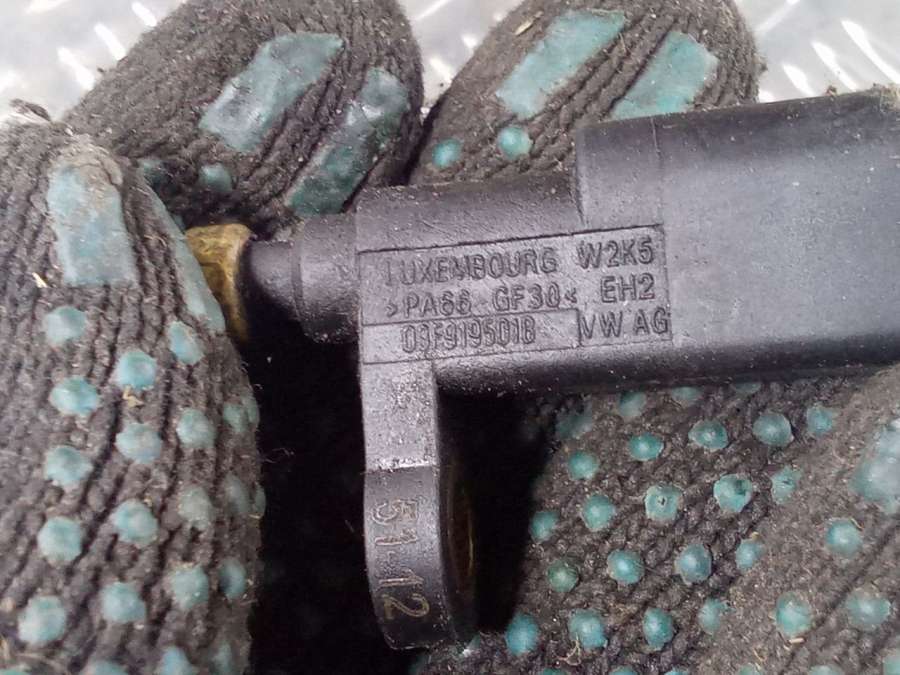 LUXEMBOURG W2K5
>PA66 GF30< EH2
03F919501B VW AG
51-12